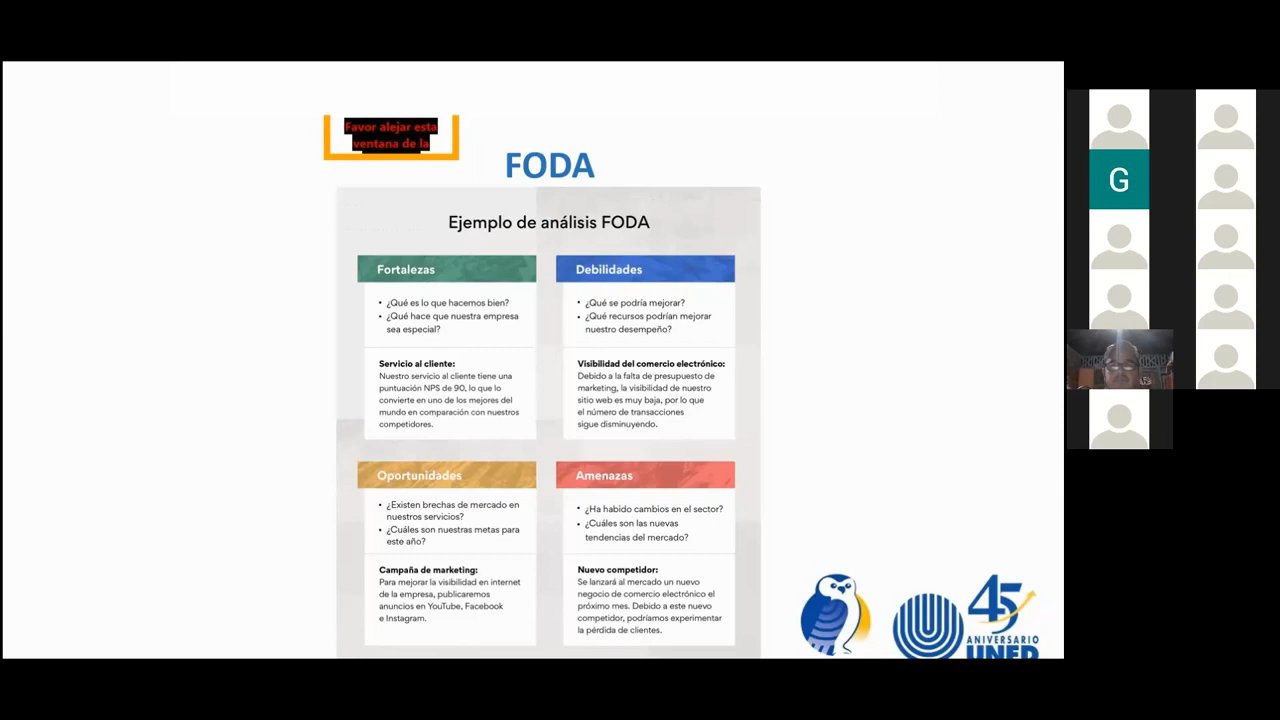 Favor alejar esta
ventana de la
FODA
Ejemplo de análisis FODA
Fortalezas
• ¿Qué es lo que hacemos bien?
• ¿Qué hace que nuestra empresa
sea especial?
Servicio al cliente:
Nuestro servicio al cliente tiene una
puntuación NPS de 90, lo que lo
convierte en uno de los mejores del
mundo en comparación con nuestros
competidores.
Debilidades
• ¿Qué se podría mejorar?
• ¿Qué recursos podrían mejorar
nuestro desempeño?
Visibilidad del comercio electrónico:
Debido a la falta de presupuesto de
marketing, la visibilidad de nuestro
sitio web es muy baja, por lo que
el número de transacciones
sigue disminuyendo.
Oportunidades
• ¿Existen brechas de mercado en
nuestros servicios?
• ¿Cuáles son nuestras metas para
este año?
Campaña de marketing:
Para mejorar la visibilidad en internet
de la empresa, publicaremos
anuncios en YouTube, Facebook
e Instagram.
Amenazas
• ¿Ha habido cambios en el sector?
• ¿Cuáles son las nuevas
tendencias del mercado?
Nuevo competidor:
Se lanzará al mercado un nuevo
negocio de comercio electrónico el
próximo mes. Debido a este nuevo
competidor, podríamos experimentar
la pérdida de clientes.
45
ANIVERSARIO
UNED
G